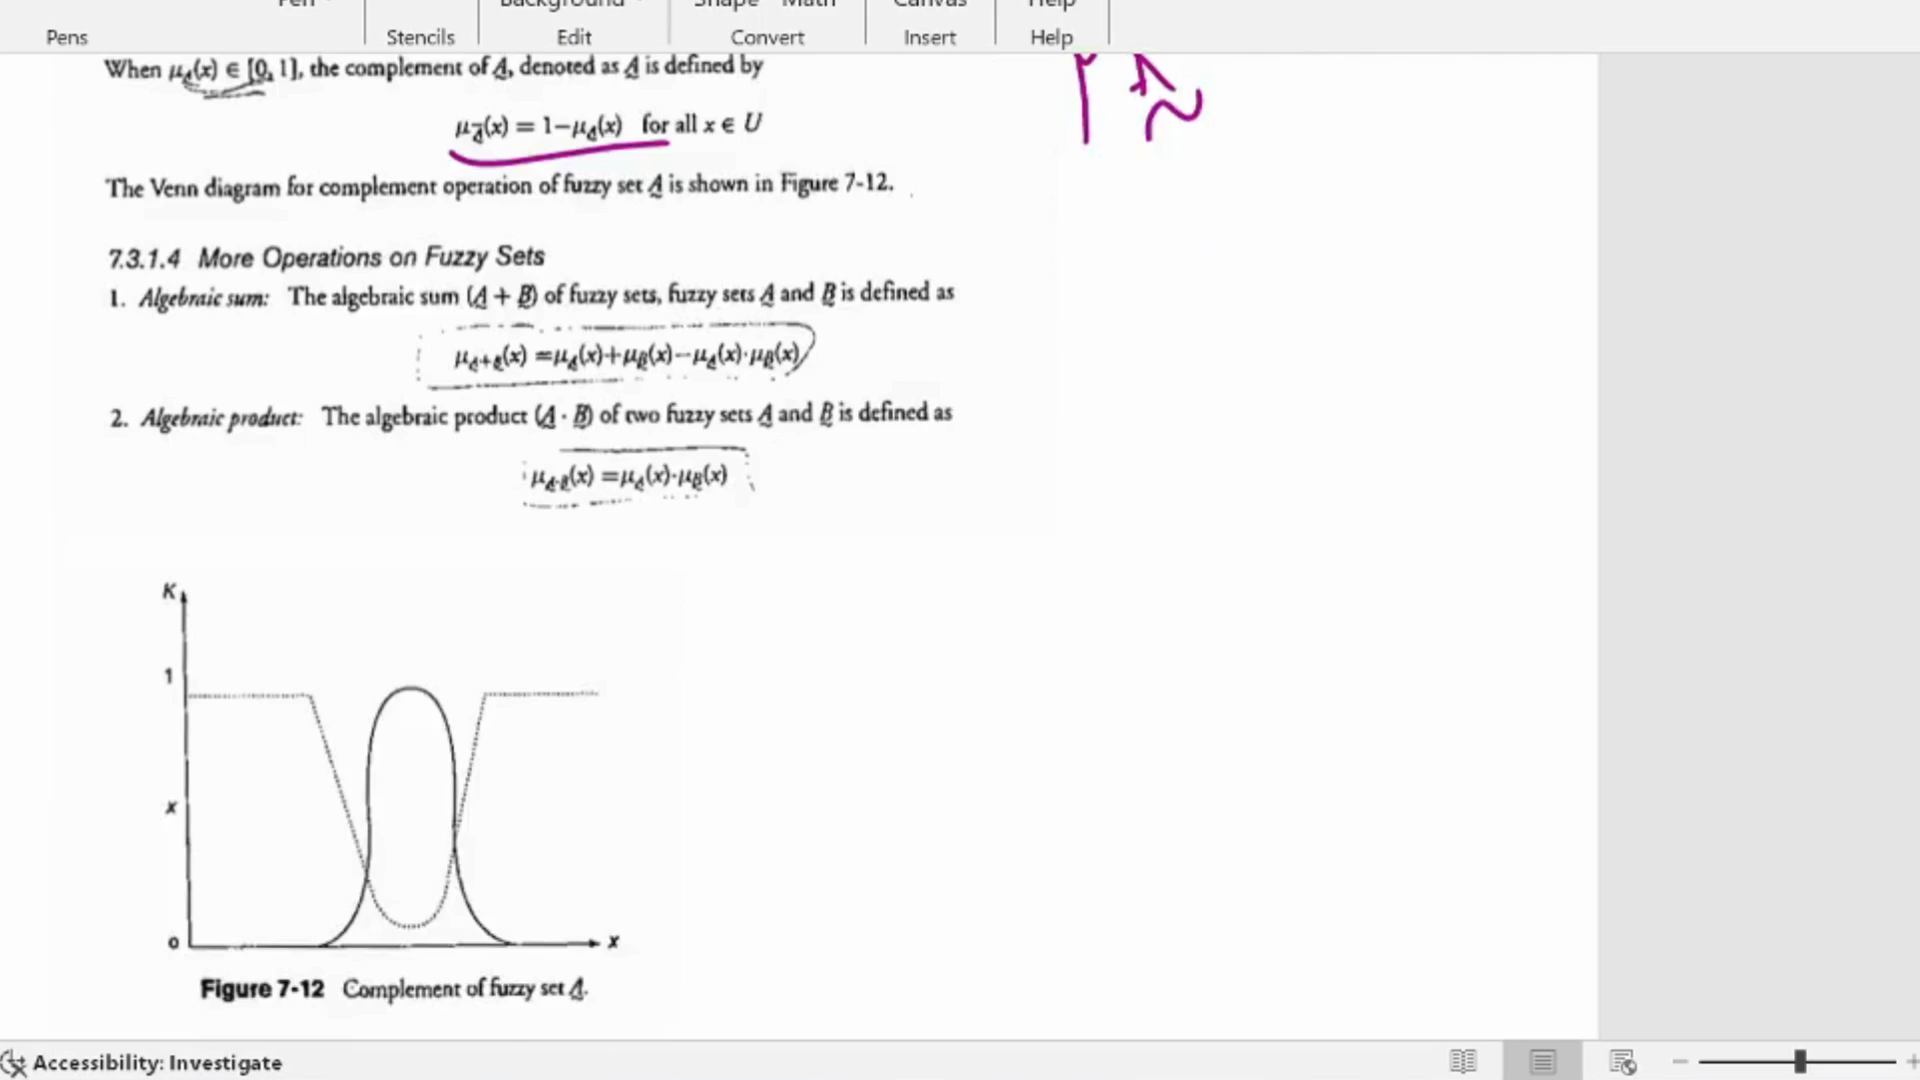 Pens
Stencils
Edit
Convert
Insert
Help
When μA(x) ∈ [0, 1], the complement of A, denoted as A is defined by
μA̅(x) = 1−μA(x) for all x ∈ U
The Venn diagram for complement operation of fuzzy set A is shown in Figure 7-12.
7.3.1.4 More Operations on Fuzzy Sets
1. Algebraic sum: The algebraic sum (A + B) of fuzzy sets, fuzzy sets A and B is defined as
μA+B(x) =μA(x)+μB(x)−μA(x)·μB(x)
2. Algebraic product: The algebraic product (A · B) of two fuzzy sets A and B is defined as
μA·B(x) =μA(x)·μB(x)
K
1
x
0
x
Figure 7-12 Complement of fuzzy set A.
Accessibility: Investigate